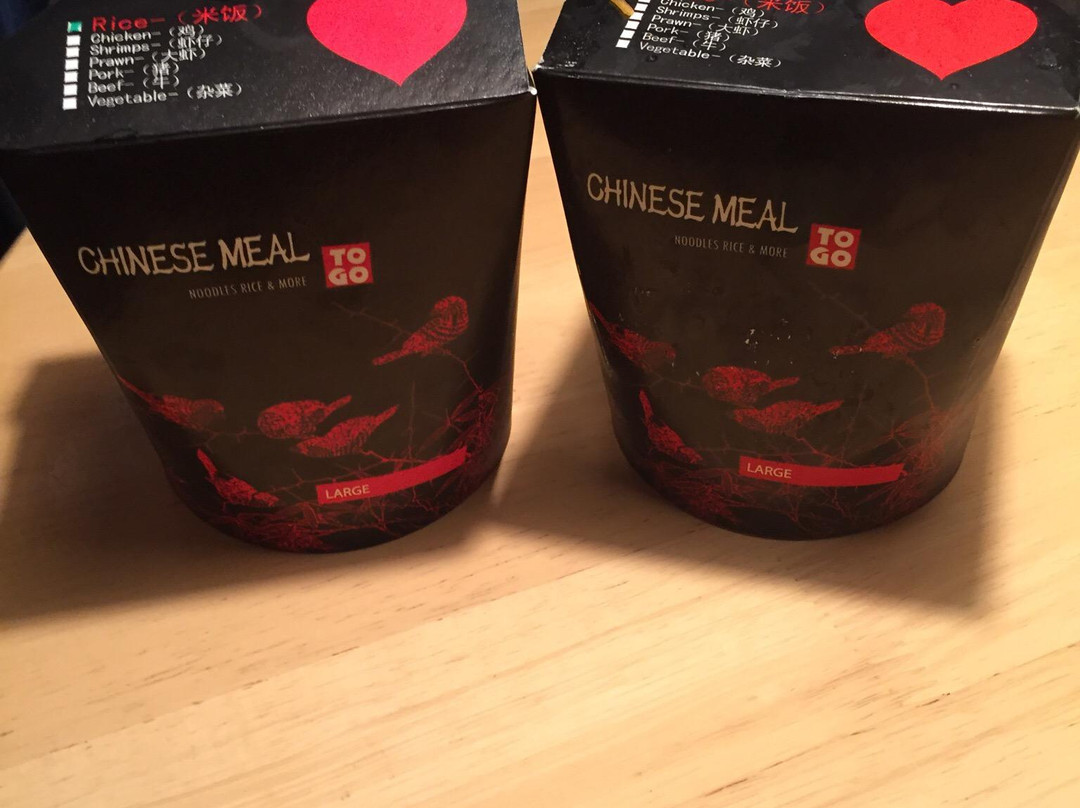 Rice-（米饭）
Chicken-（鸡）
Shrimps-（虾仔）
Prawn-（大虾）
Pork-（猪）
Beef-（牛）
Vegetable-（杂菜）
CHINESE MEAL
NOODLES RICE & MORE
TO
GO
LARGE
（米饭）
Chicken-（鸡）
Shrimps-（虾仔）
Prawn-（大虾）
Pork-（猪）
Beef-（牛）
Vegetable-（杂菜）
CHINESE MEAL
NOODLES RICE & MORE
TO
GO
LARGE